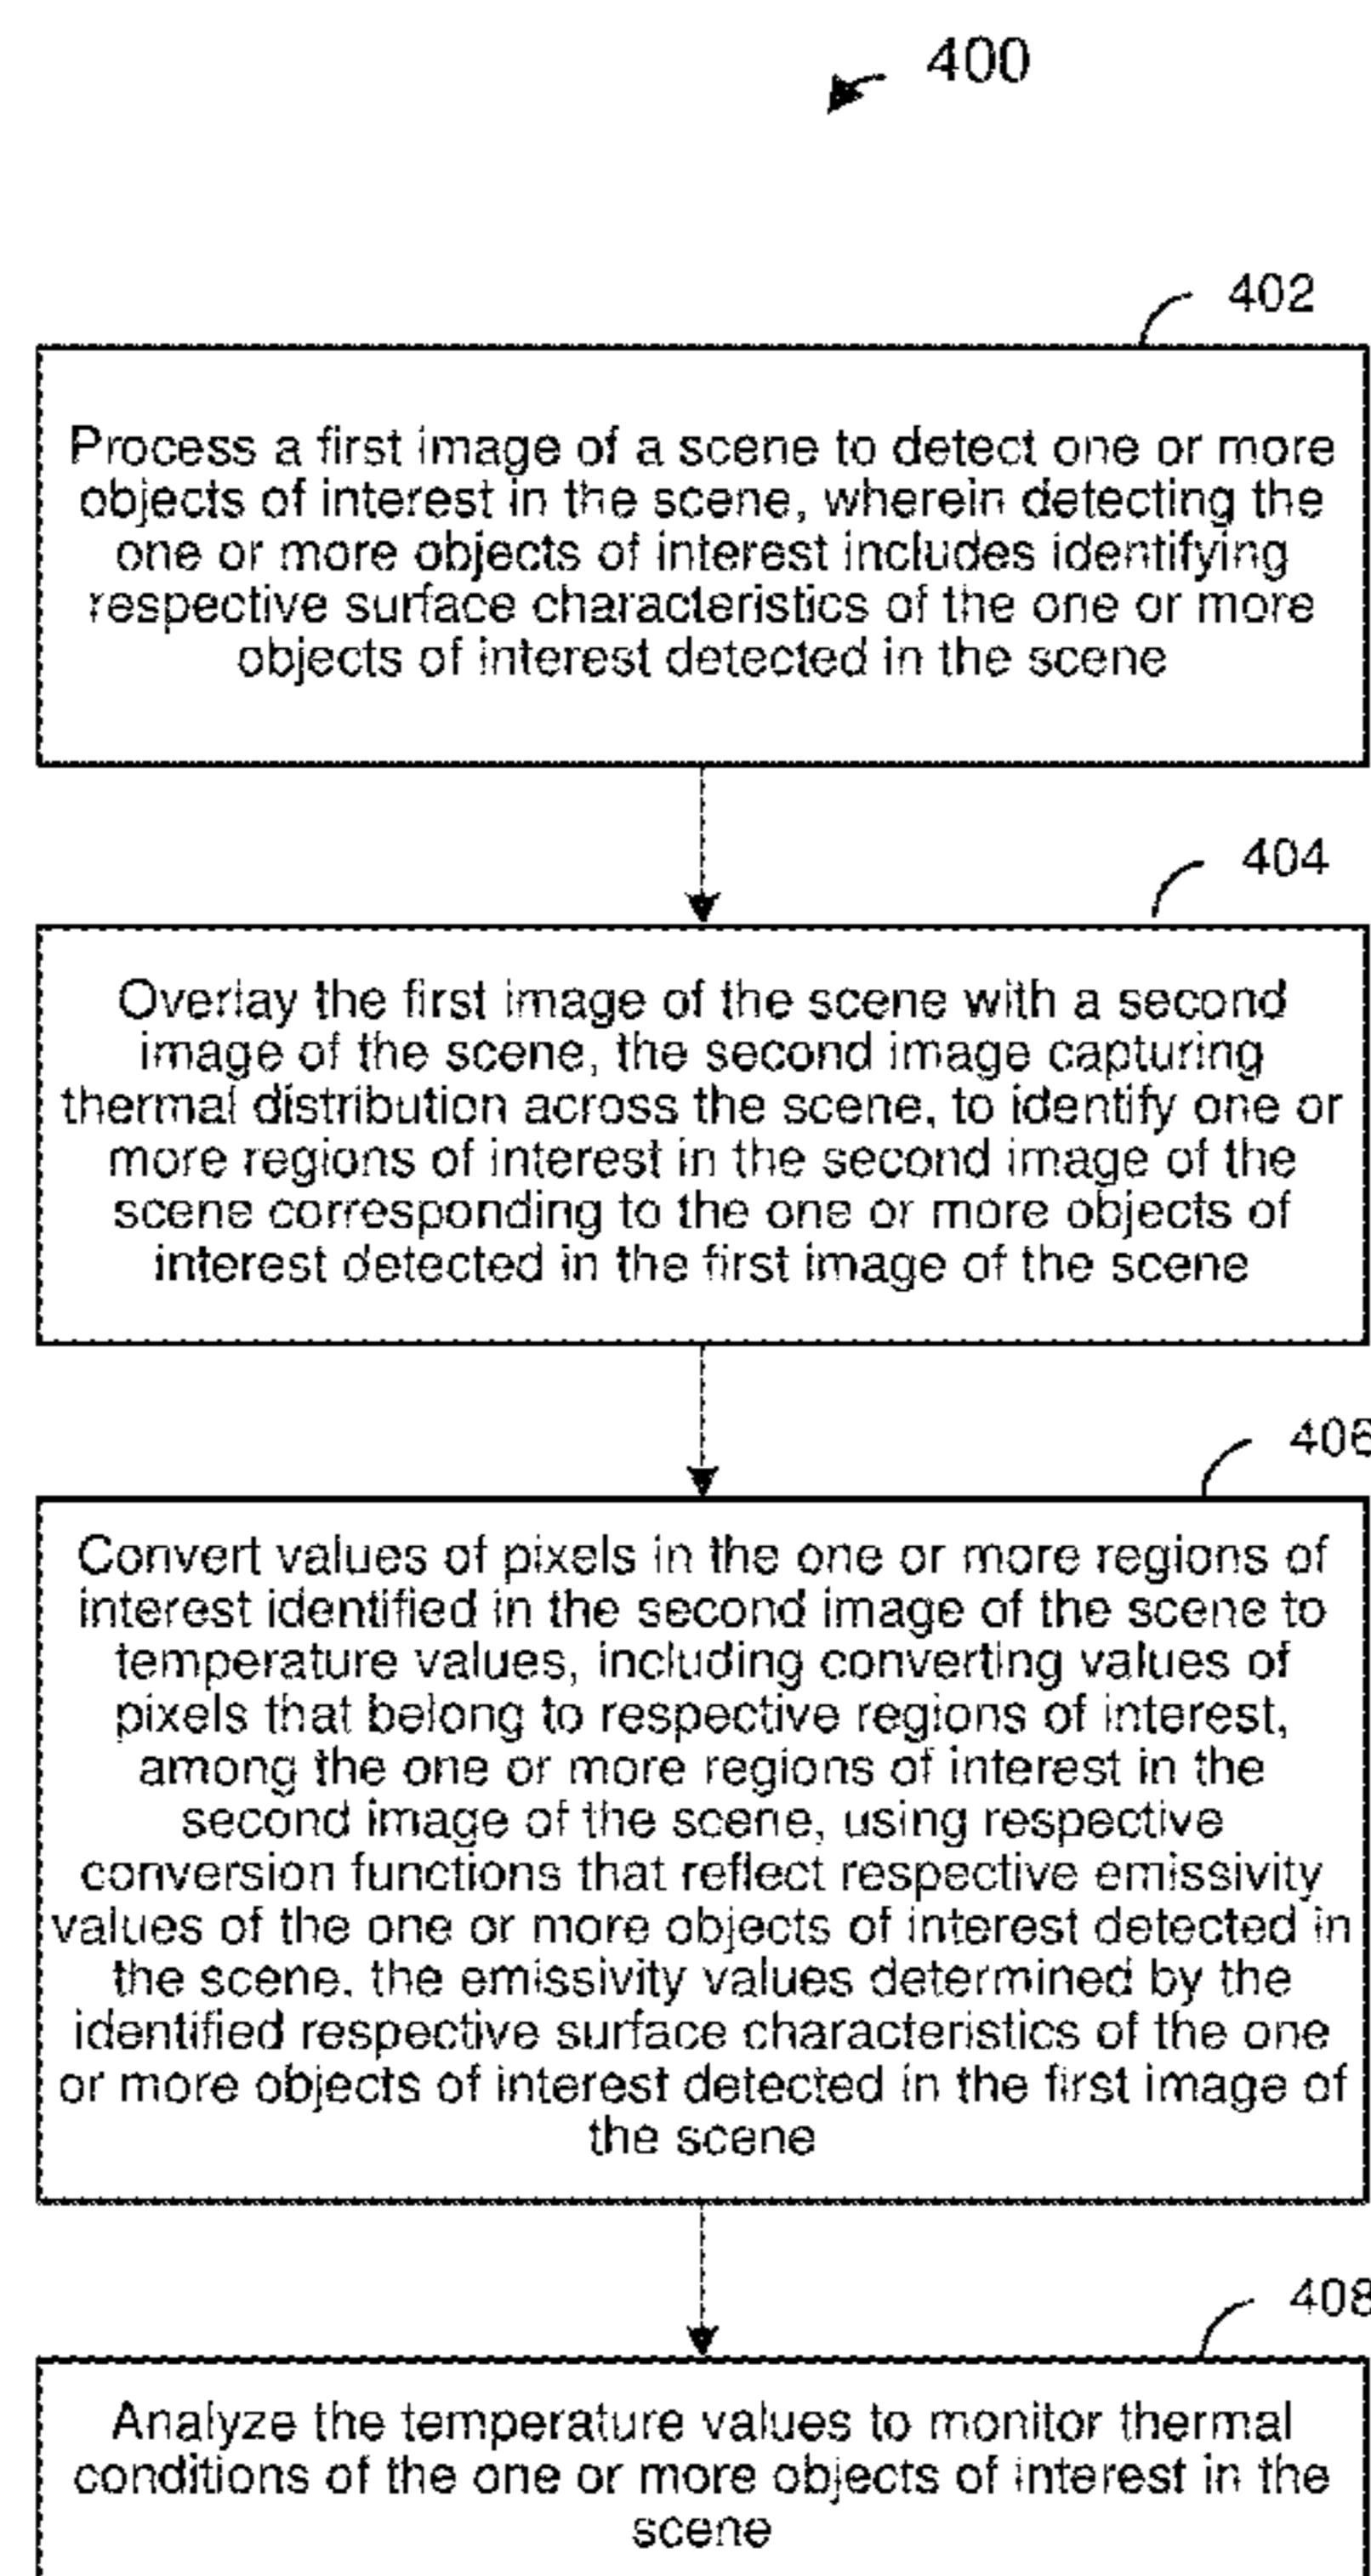 400
402
Process a first image of a scene to detect one or more
objects of interest in the scene, wherein detecting the
one or more objects of interest includes identifying
respective surface characteristics of the one or more
objects of interest detected in the scene
404
Overlay the first image of the scene with a second
image of the scene, the second image capturing
thermal distribution across the scene, to identify one or
more regions of interest in the second image of the
scene corresponding to the one or more objects of
interest detected in the first image of the scene
406
Convert values of pixels in the one or more regions of
interest identified in the second image of the scene to
temperature values, including converting values of
pixels that belong to respective regions of interest,
among the one or more regions of interest in the
second image of the scene, using respective
conversion functions that reflect respective emissivity
values of the one or more objects of interest detected in
the scene, the emissivity values determined by the
identified respective surface characteristics of the one
or more objects of interest detected in the first image of
the scene
408
Analyze the temperature values to monitor thermal
conditions of the one or more objects of interest in the
scene